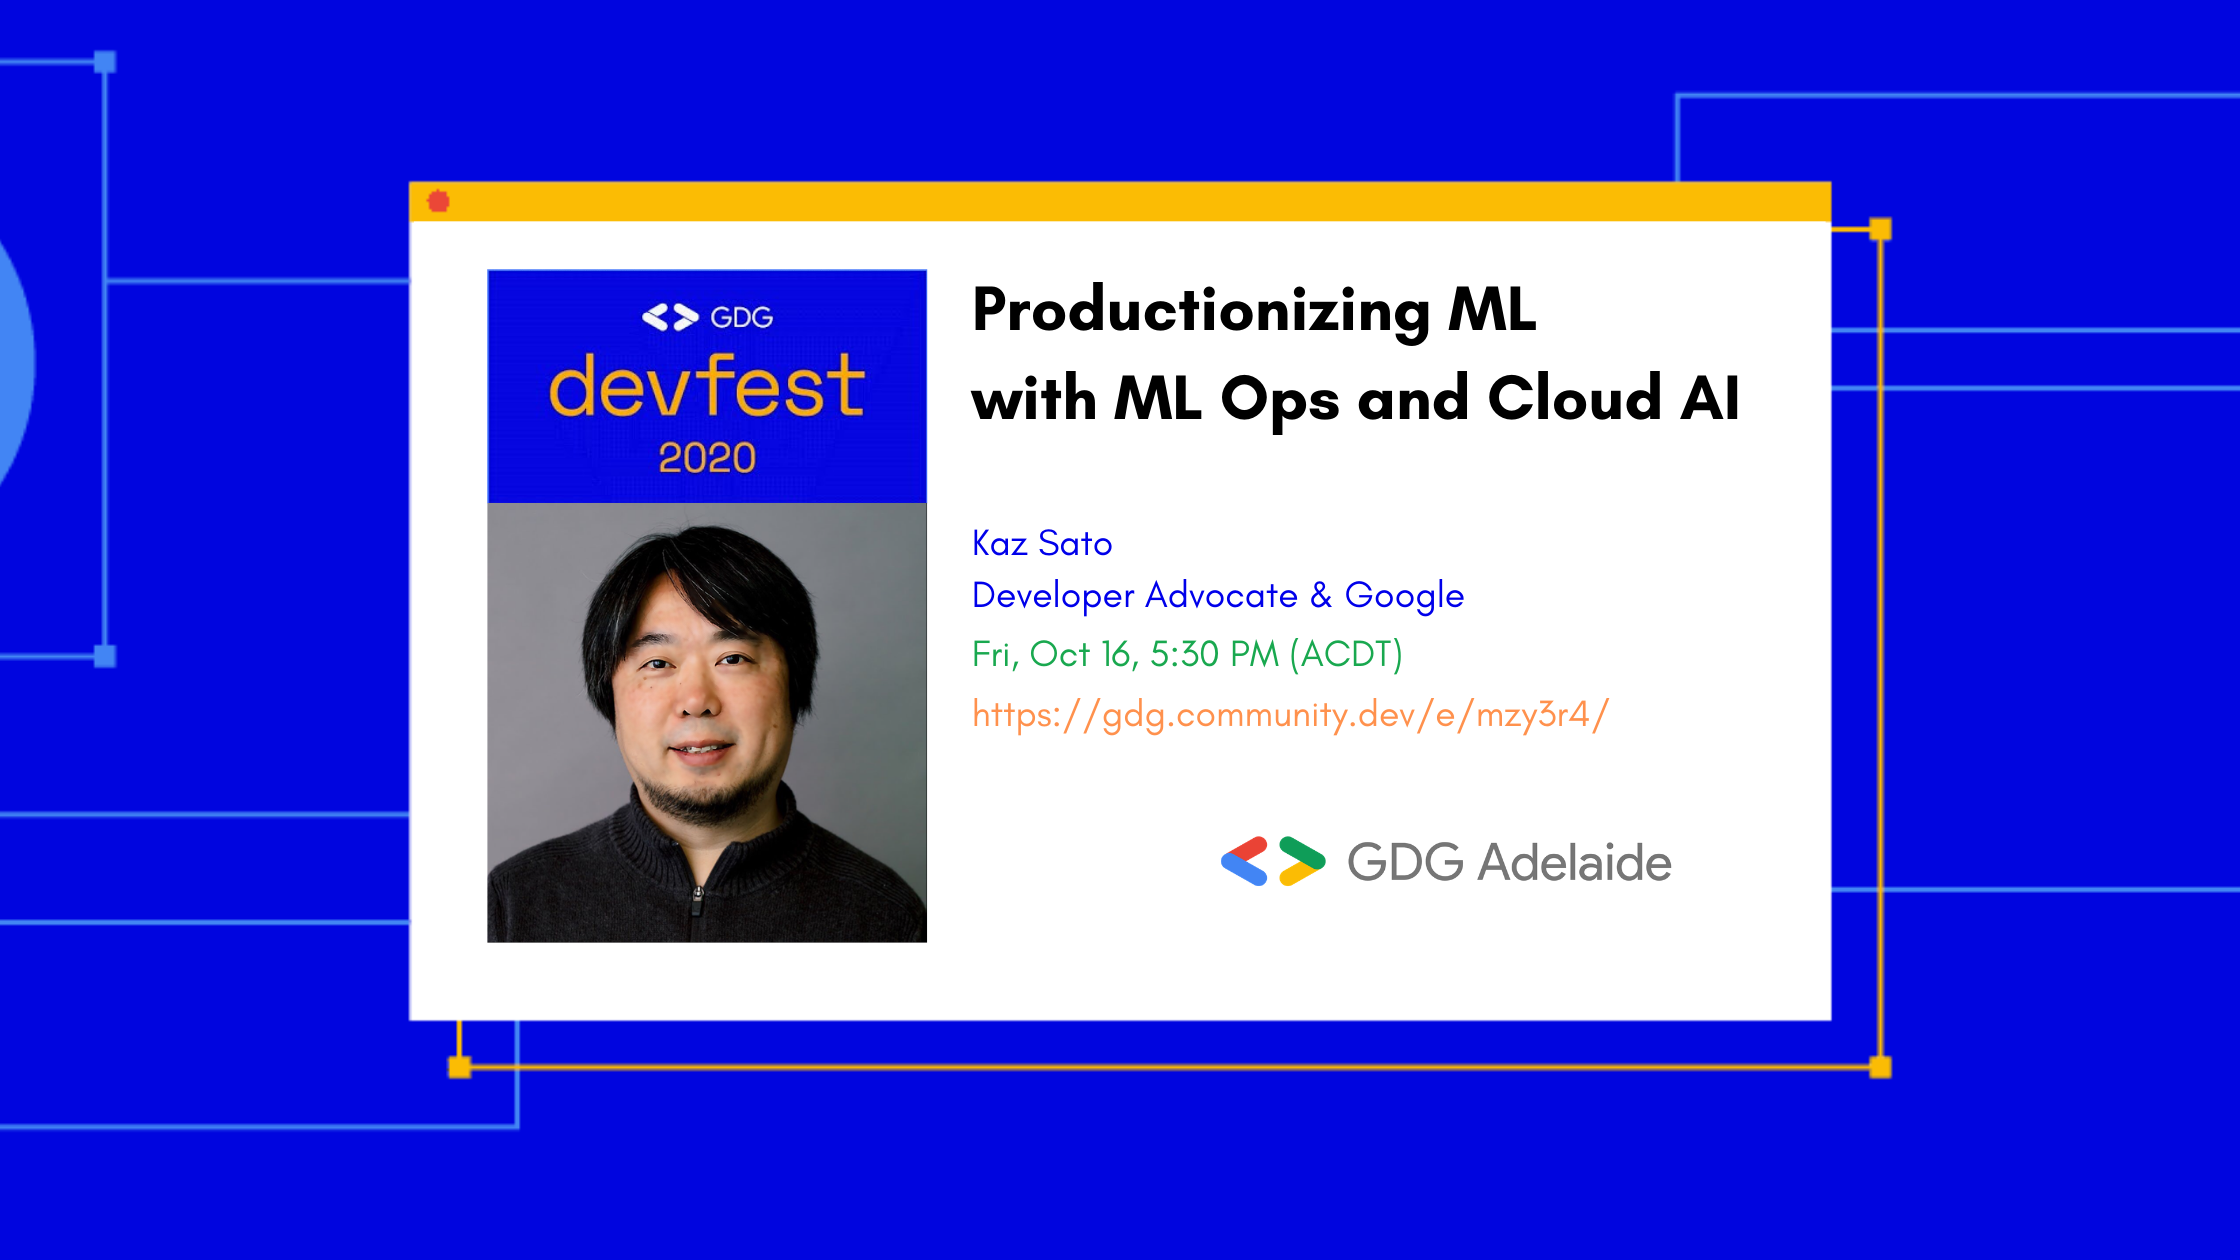 GDG
devfest
2020
Productionizing ML
with ML Ops and Cloud AI
Kaz Sato
Developer Advocate & Google
Fri, Oct 16, 5:30 PM (ACDT)
https://gdg.community.dev/e/mzy3r4/
GDG Adelaide